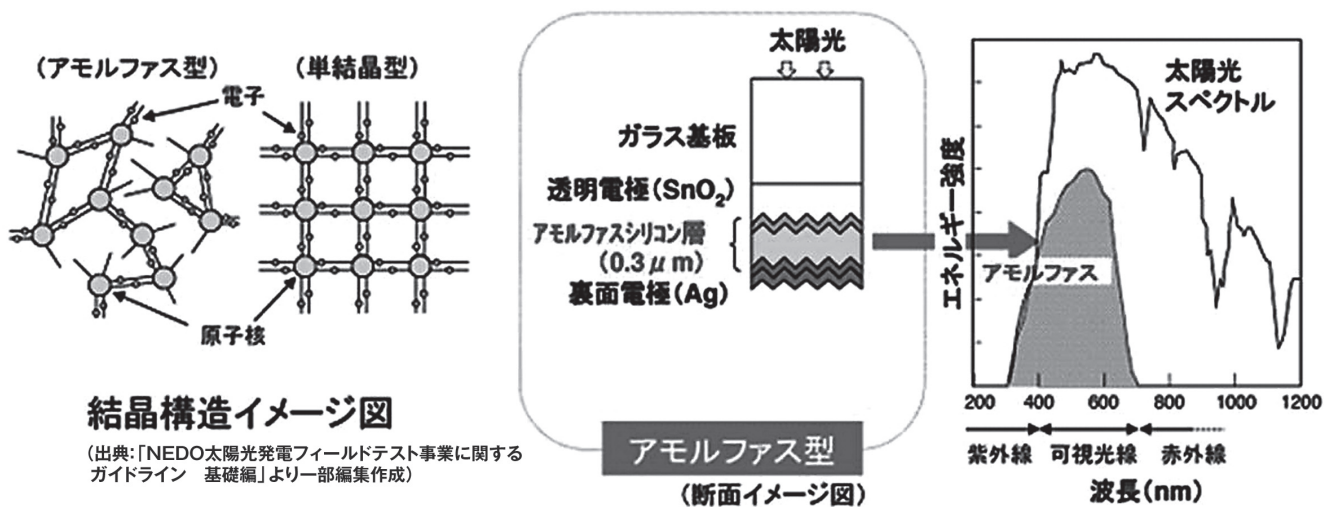 (アモルファス型)
(単結晶型)
電子
原子核
結晶構造イメージ図
(出典:「NEDO太陽光発電フィールドテスト事業に関する
ガイドライン 基礎編」より一部編集作成)
太陽光
ガラス基板
透明電極(SnO₂)
アモルファスシリコン層
(0.3μm)
裏面電極(Ag)
アモルファス型
(断面イメージ図)
エネルギー強度
太陽光
スペクトル
アモルファス
200 400 600 800 1000 1200
紫外線 可視光線 赤外線
波長(nm)